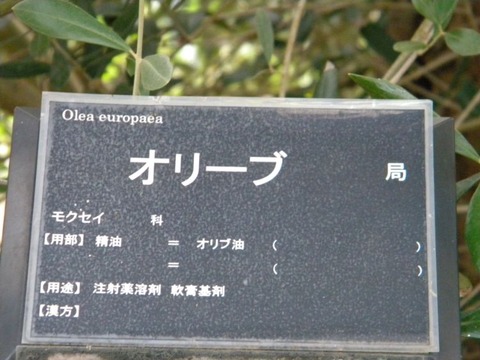 Olea europaea
オリーブ 局
モクセイ 科
【用部】 精油 ＝ オリブ油 （ ）
＝ （ ）
【用途】 注射薬溶剤 軟膏基剤
【漢方】